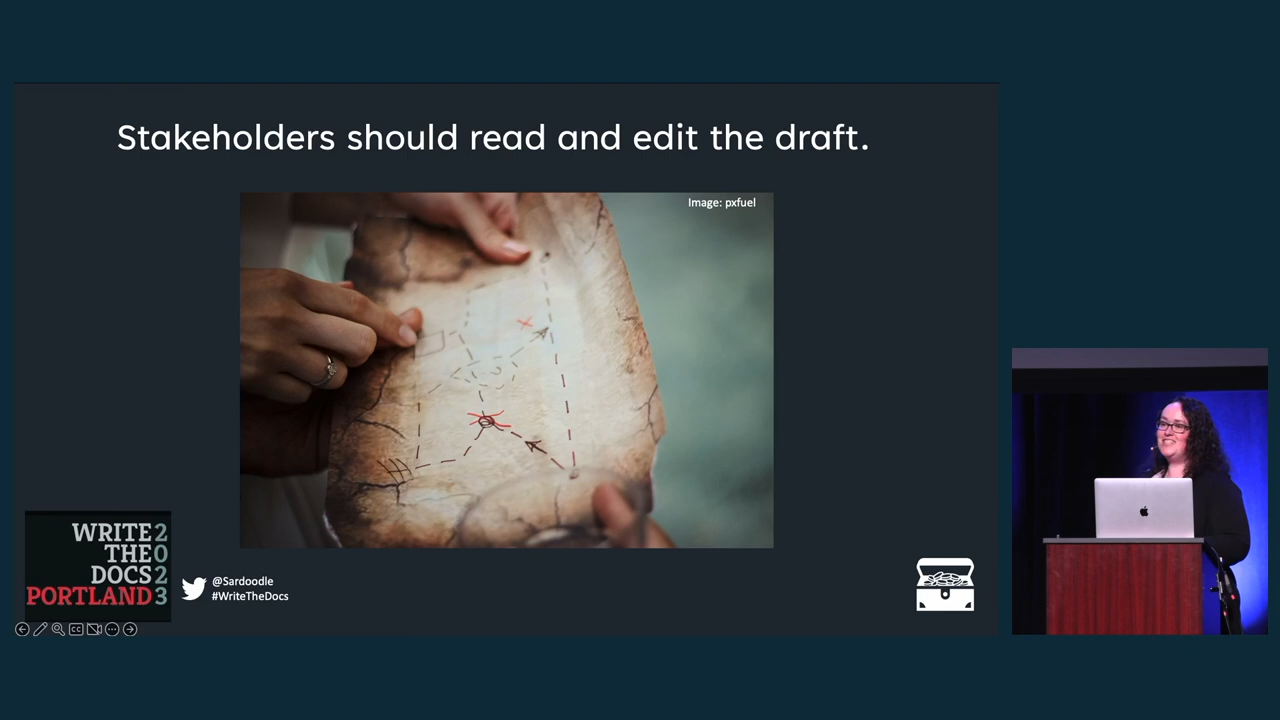 Stakeholders should read and edit the draft.
Image: pxfuel
WRITE 2
THE 0
DOCS 2
PORTLAND 3
@Sardoodle
#WriteTheDocs
CC